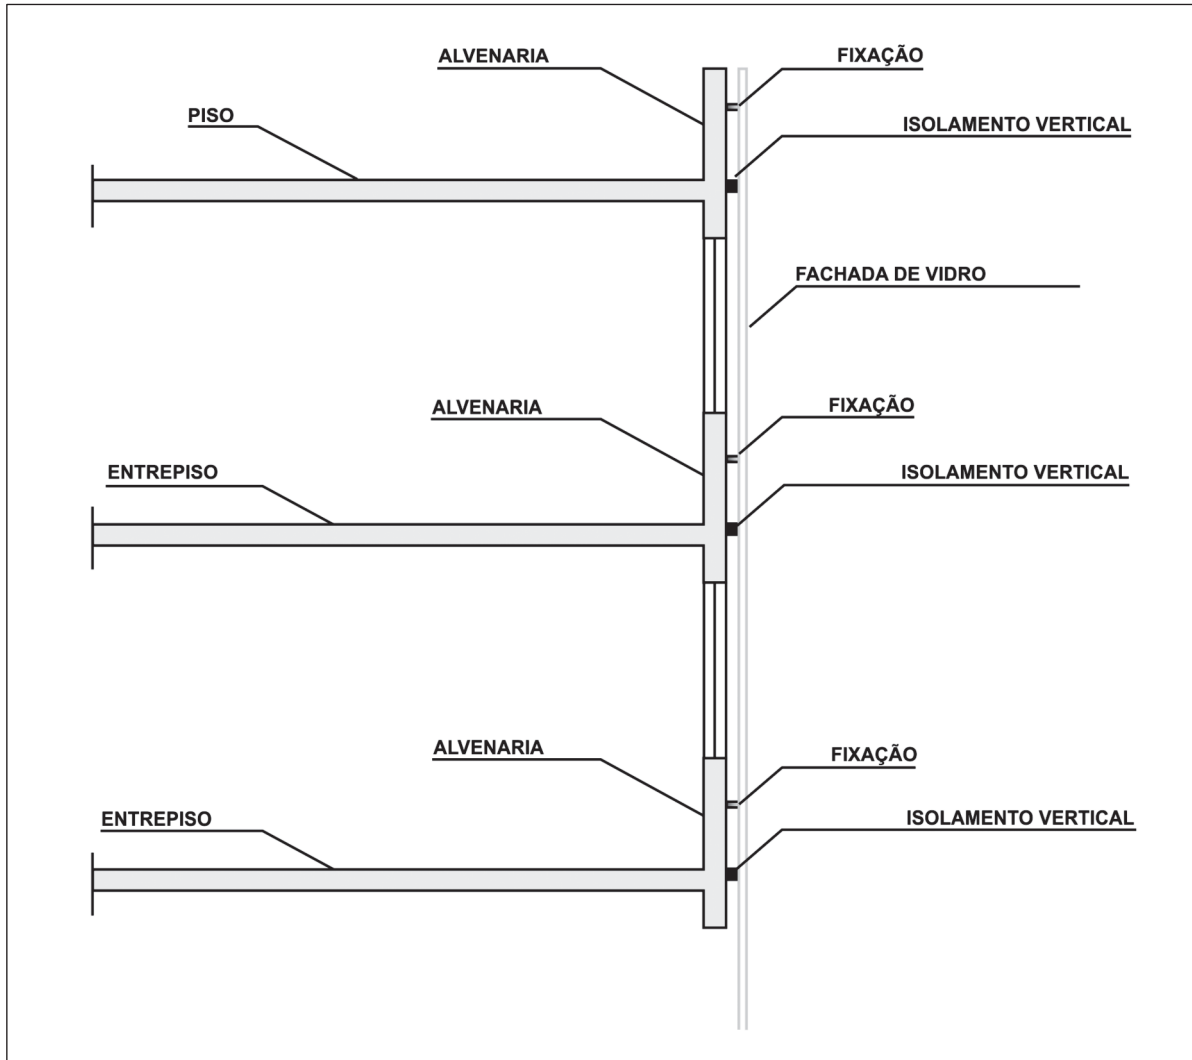 ALVENARIA
FIXAÇÃO
PISO
ISOLAMENTO VERTICAL
FACHADA DE VIDRO
ALVENARIA
FIXAÇÃO
ENTREPISO
ISOLAMENTO VERTICAL
ALVENARIA
FIXAÇÃO
ENTREPISO
ISOLAMENTO VERTICAL